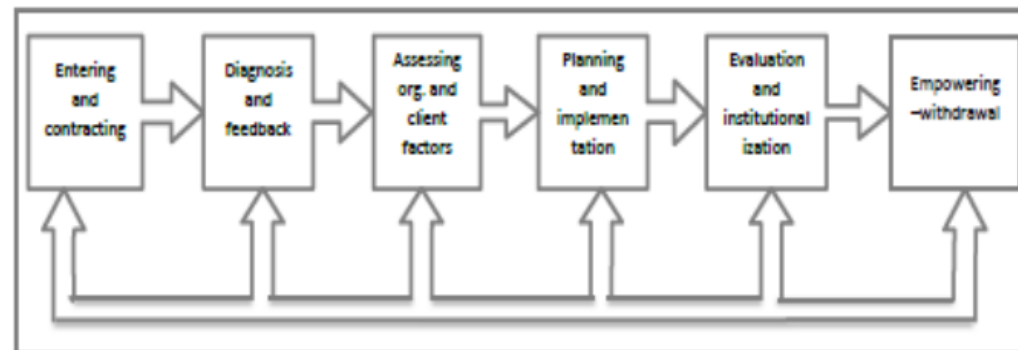 Entering
and
contracting
Diagnosis
and
feedback
Assessing
org. and
client
factors
Planning
and
implemen
tation
Evaluation
and
institutional
ization
Empowering
–withdrawal